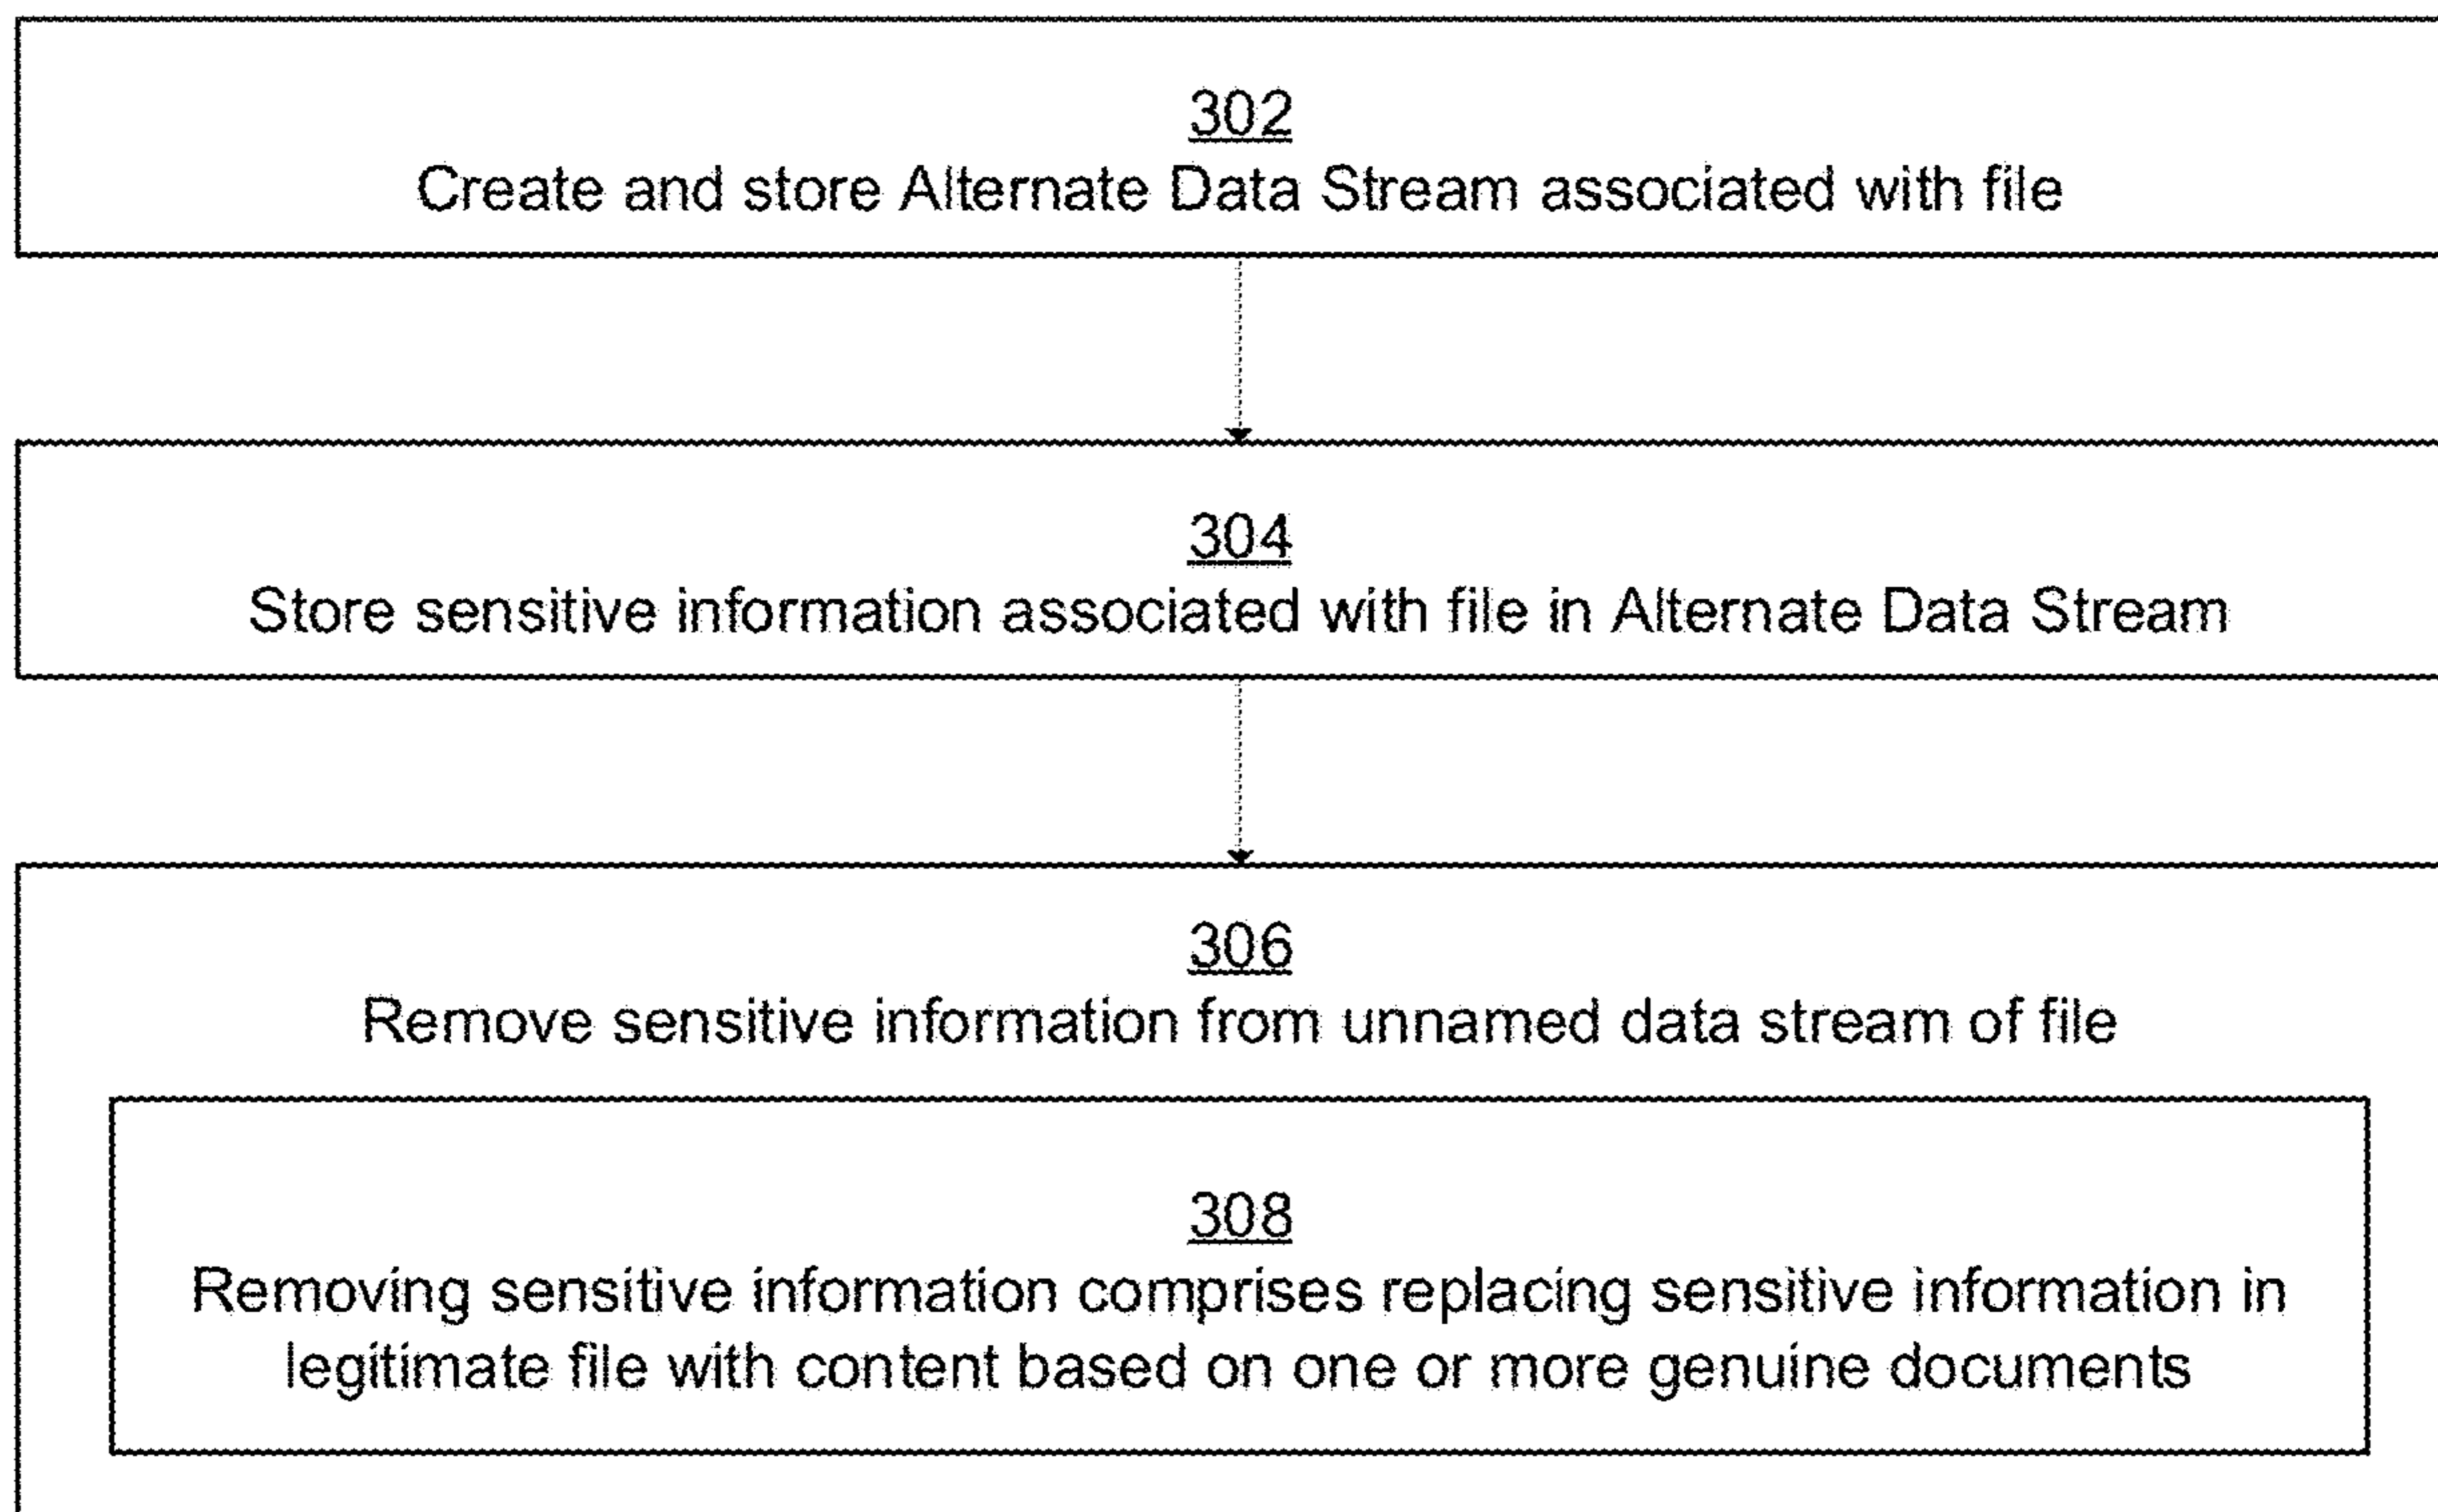 302
Create and store Alternate Data Stream associated with file
304
Store sensitive information associated with file in Alternate Data Stream
306
Remove sensitive information from unnamed data stream of file
308
Removing sensitive information comprises replacing sensitive information in
legitimate file with content based on one or more genuine documents